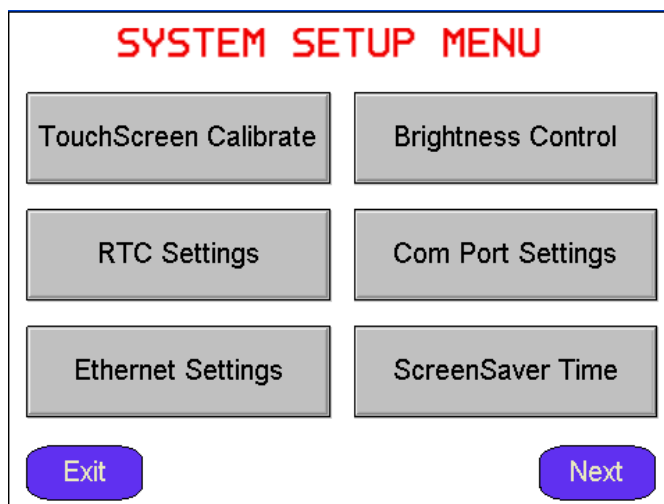 SYSTEM SETUP MENU
TouchScreen Calibrate
Brightness Control
RTC Settings
Com Port Settings
Ethernet Settings
ScreenSaver Time
Exit
Next